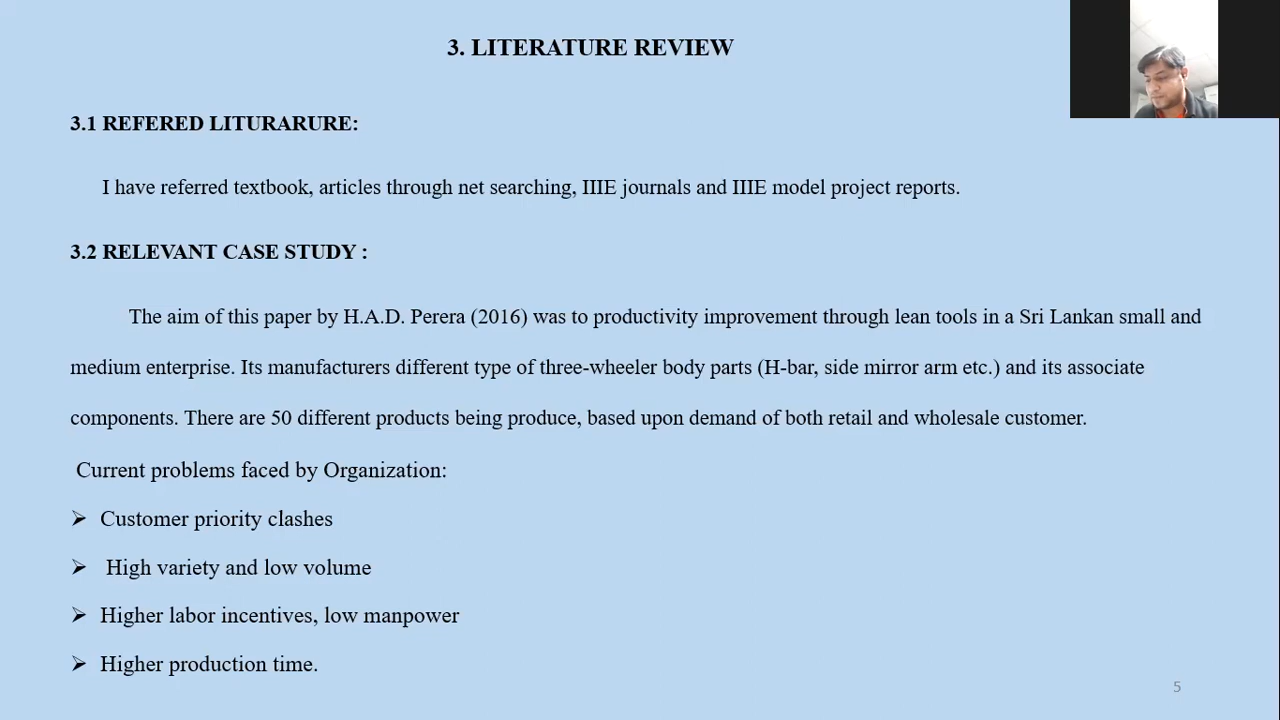 3. LITERATURE REVIEW
3.1 REFERED LITURARURE:
I have referred textbook, articles through net searching, IIIE journals and IIIE model project reports.
3.2 RELEVANT CASE STUDY :
The aim of this paper by H.A.D. Perera (2016) was to productivity improvement through lean tools in a Sri Lankan small and
medium enterprise. Its manufacturers different type of three-wheeler body parts (H-bar, side mirror arm etc.) and its associate
components. There are 50 different products being produce, based upon demand of both retail and wholesale customer.
Current problems faced by Organization:
➢ Customer priority clashes
➢ High variety and low volume
➢ Higher labor incentives, low manpower
➢ Higher production time.
5